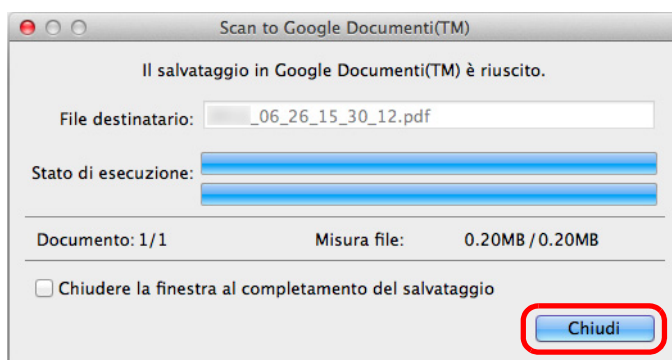 Scan to Google Documenti(TM)
Il salvataggio in Google Documenti(TM) è riuscito.
File destinatario: _06_26_15_30_12.pdf
Stato di esecuzione:
Documento: 1/1 Misura file: 0.20MB/0.20MB
Chiudere la finestra al completamento del salvataggio
Chiudi